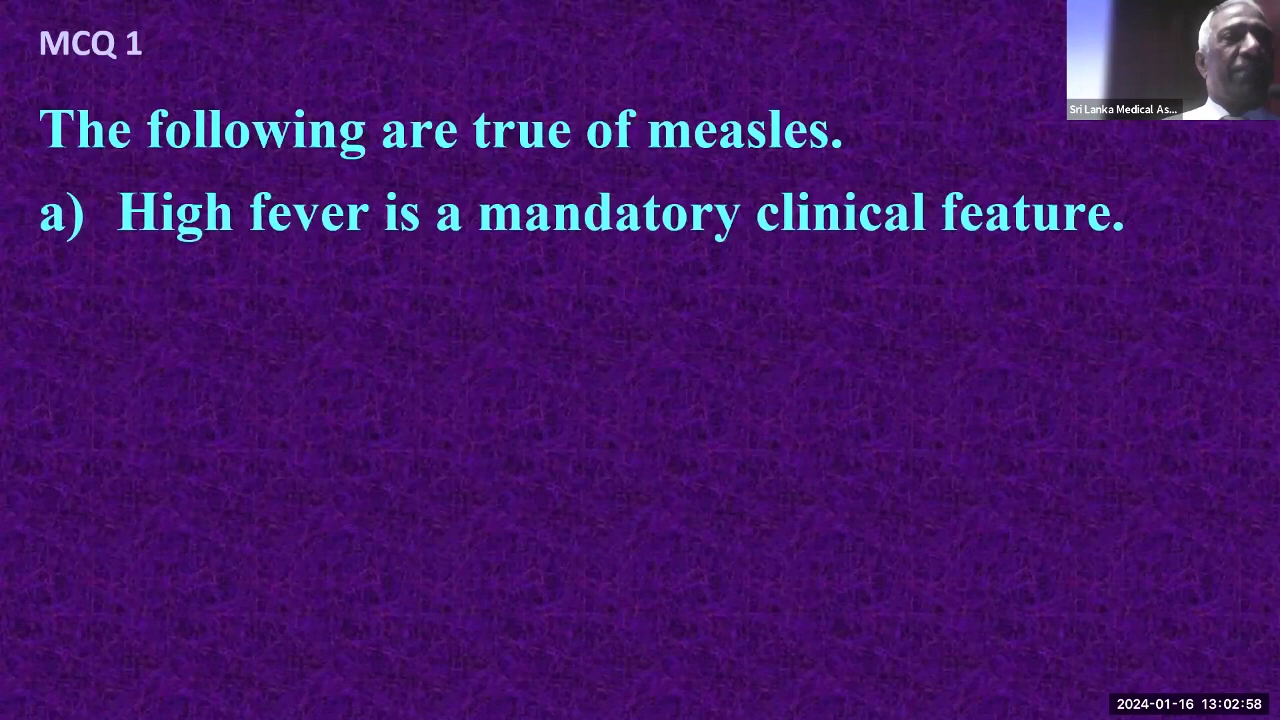 MCQ 1
Sri Lanka Medical As...
The following are true of measles.
a) High fever is a mandatory clinical feature.
2024-01-16 13:02:58